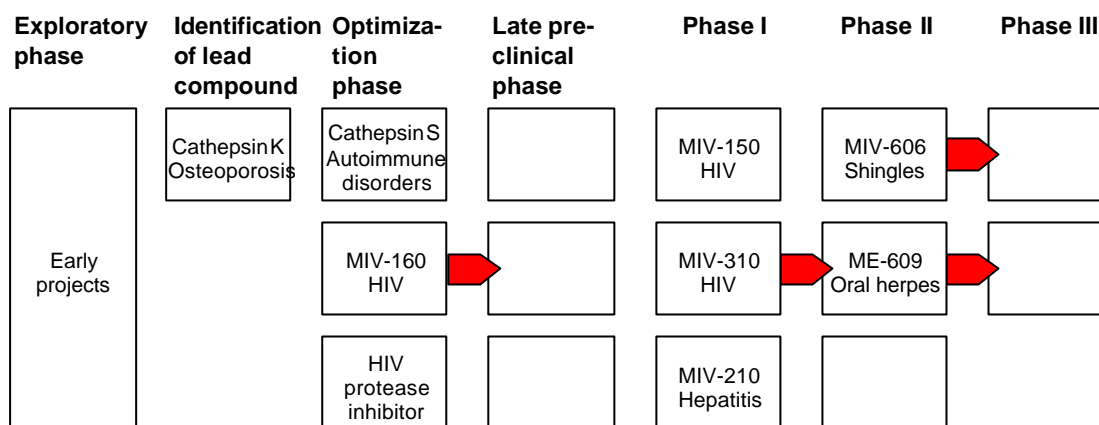 Exploratory
phase
Identification
of lead
compound
Optimiza-
tion
phase
Late pre-
clinical
phase
Phase I
Phase II
Phase III
Early
projects
Cathepsin K
Osteoporosis
Cathepsin S
Autoimmune
disorders
MIV-150
HIV
MIV-606
Shingles
MIV-160
HIV
MIV-310
HIV
ME-609
Oral herpes
HIV
protease
inhibitor
MIV-210
Hepatitis